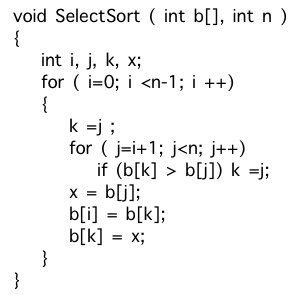 void SelectSort ( int b[], int n )
{
int i, j, k, x;
for ( i=0; i <n-1; i ++)
{
k =j ;
for ( j=i+1; j<n; j++)
if (b[k] > b[j]) k =j;
x = b[j];
b[i] = b[k];
b[k] = x;
}
}